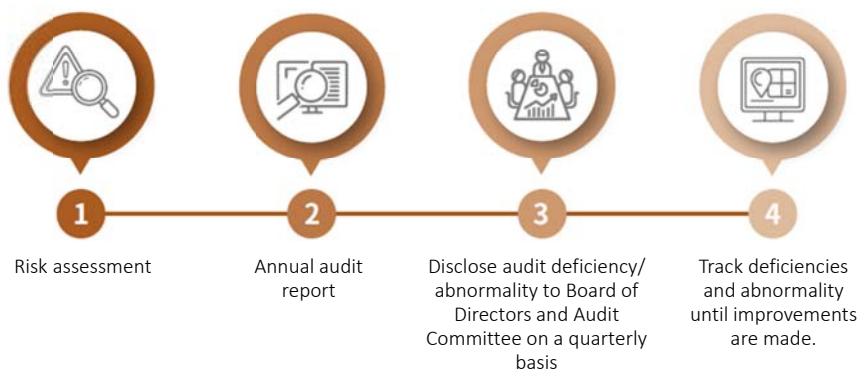 1
2
3
4
Risk assessment
Annual audit
report
Disclose audit deficiency/
abnormality to Board of
Directors and Audit
Committee on a quarterly
basis
Track deficiencies
and abnormality
until improvements
are made.